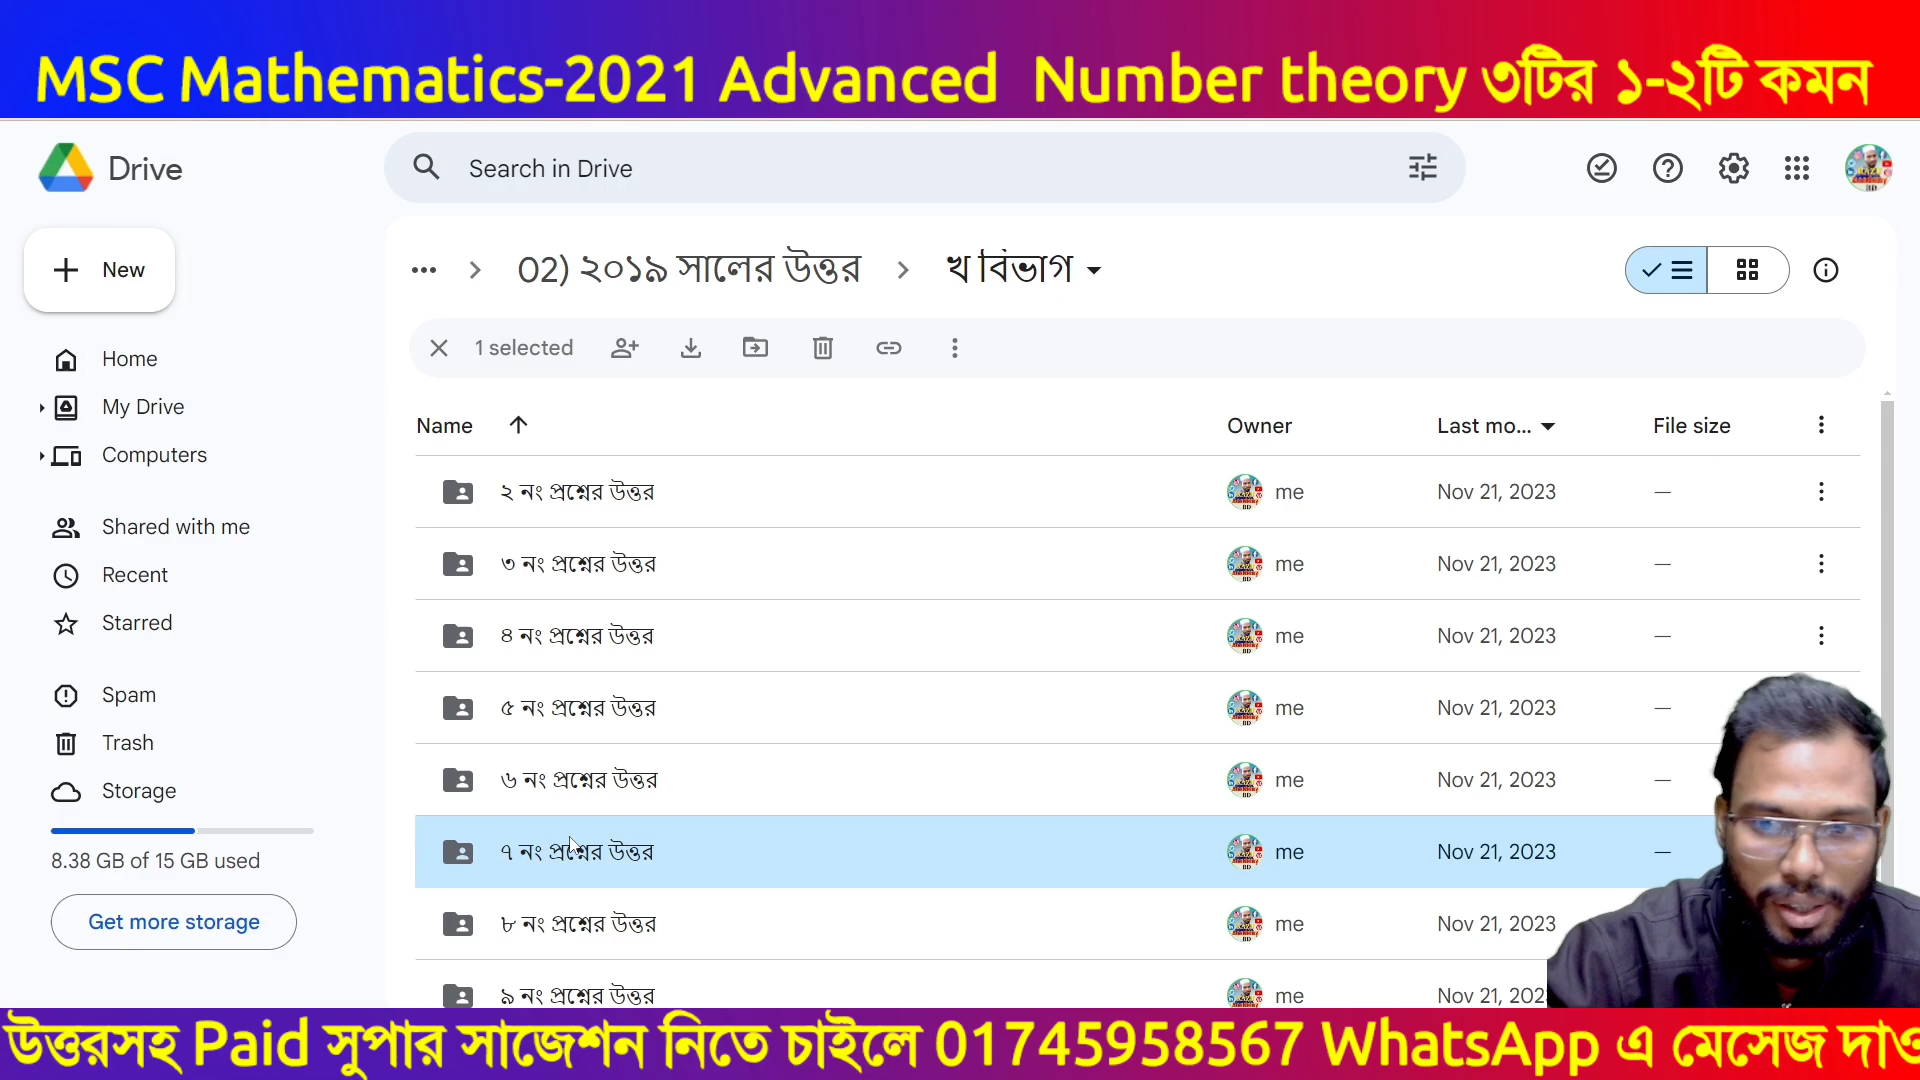 MSC Mathematics-2021 Advanced Number theory ৩টির ১-২টি কমন
Drive
Search in Drive
New
02) ২০১৯ সালের উত্তর
খ বিভাগ
1 selected
Home
My Drive
Computers
Shared with me
Recent
Starred
Spam
Trash
Storage
8.38 GB of 15 GB used
Get more storage
Name Owner Last mo... File size
২ নং প্রশ্নের উত্তর me Nov 21, 2023 —
৩ নং প্রশ্নের উত্তর me Nov 21, 2023 —
৪ নং প্রশ্নের উত্তর me Nov 21, 2023 —
৫ নং প্রশ্নের উত্তর me Nov 21, 2023 —
৬ নং প্রশ্নের উত্তর me Nov 21, 2023 —
৭ নং প্রশ্নের উত্তর me Nov 21, 2023 —
৮ নং প্রশ্নের উত্তর me Nov 21, 2023
৯ নং প্রশ্নের উত্তর me Nov 21, 202
উত্তরসহ Paid সুপার সাজেশন নিতে চাইলে 01745958567 WhatsApp এ মেসেজ দাও